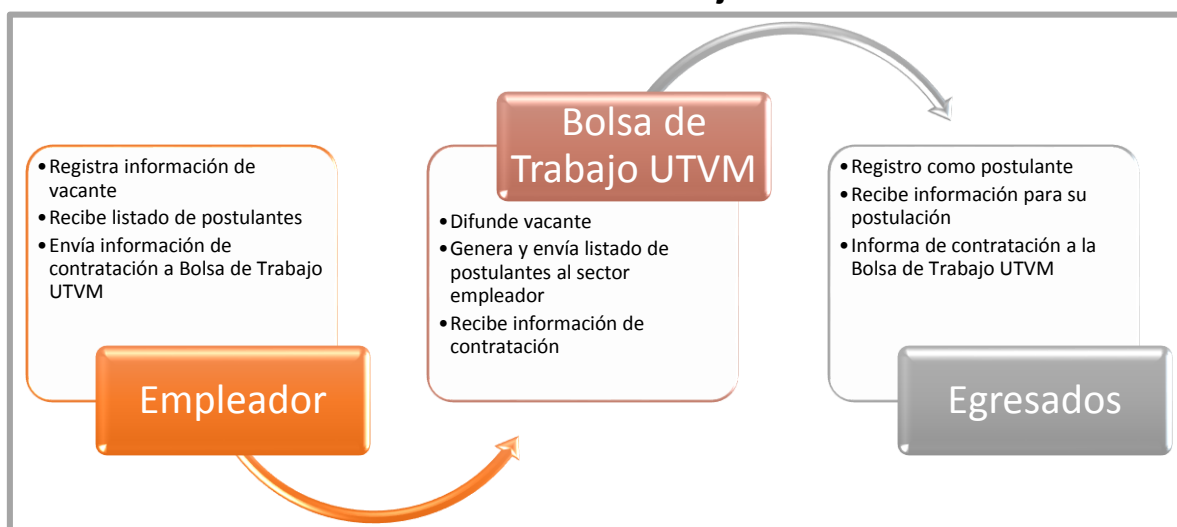 • Registra información de
vacante
• Recibe listado de postulantes
• Envía información de
contratación a Bolsa de Trabajo
UTVM
Empleador
Bolsa de
Trabajo UTVM
• Difunde vacante
• Genera y envía listado de
postulantes al sector
empleador
• Recibe información de
contratación
• Registro como postulante
• Recibe información para su
postulación
• Informa de contratación a la
Bolsa de Trabajo UTVM
Egresados